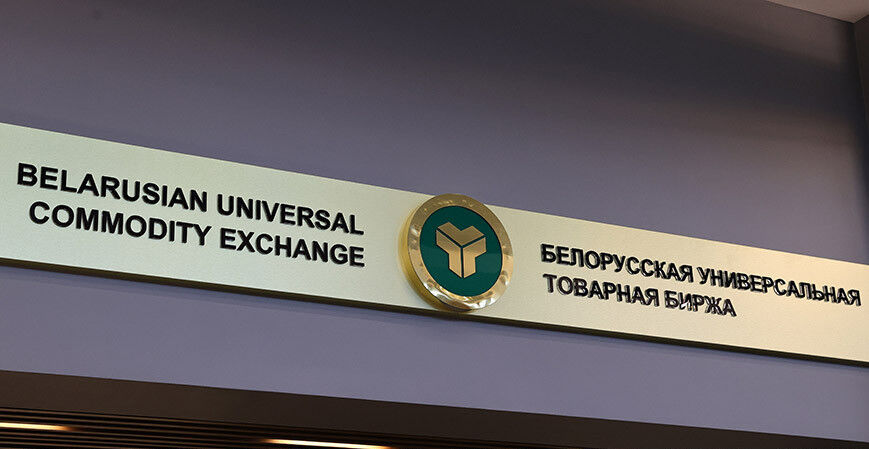 BELARUSIAN UNIVERSAL
COMMODITY EXCHANGE
БЕЛОРУССКАЯ УНИВЕРСАЛЬНАЯ
ТОВАРНАЯ БИРЖА